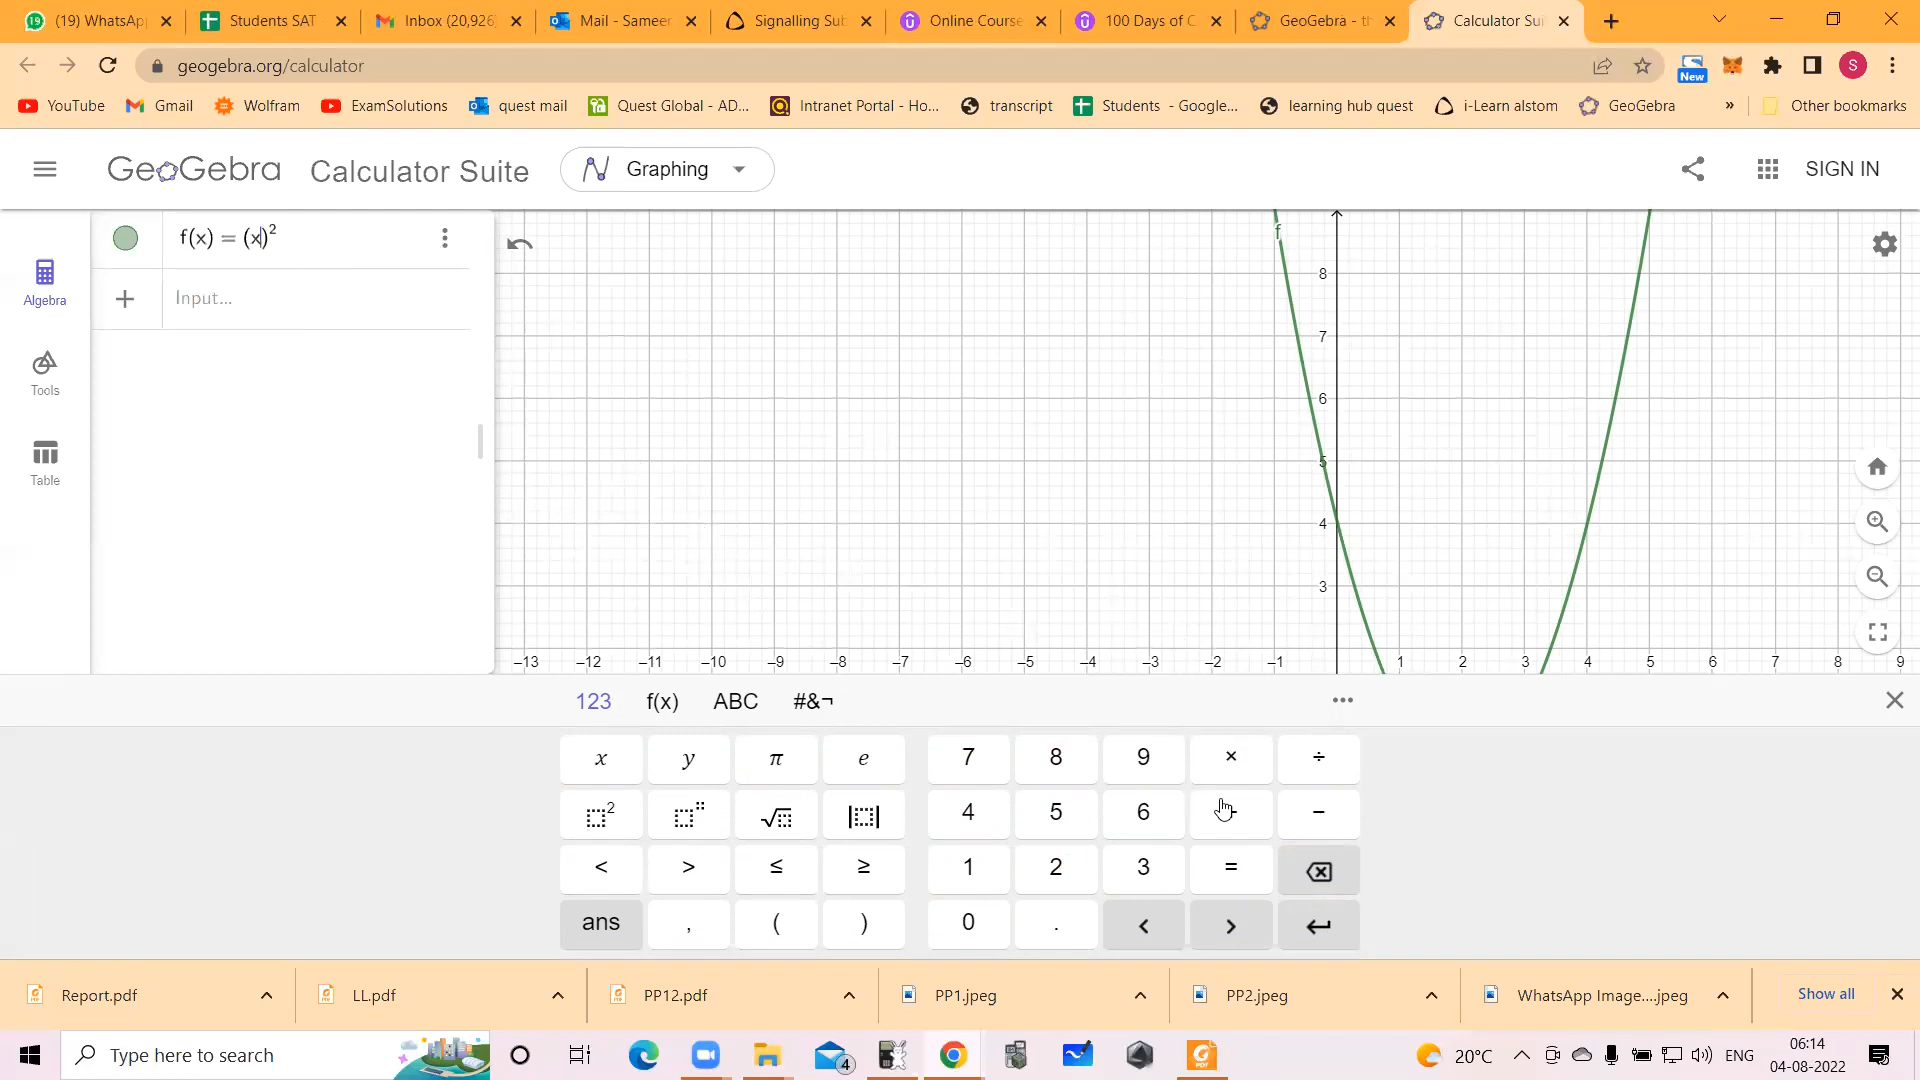 (19) WhatsApp
Students SAT
Inbox (20,926
Mail - Sameer
Signalling Sub
Online Course
100 Days of C
GeoGebra - th
Calculator Sui
geogebra.org/calculator
New
S
YouTube
Gmail
Wolfram
ExamSolutions
quest mail
Quest Global - AD...
Intranet Portal - Ho...
transcript
Students - Google...
learning hub quest
i-Learn alstom
GeoGebra
»
Other bookmarks
GeoGebra
Calculator Suite
Graphing
SIGN IN
Algebra
Tools
Table
f(x) = (x)²
Input...
f
8
7
6
5
4
3
–13 –12 –11 –10 –9 –8 –7 –6 –5 –4 –3 –2 –1 1 2 3 4 5 6 7 8 9
123 f(x) ABC #&¬
x y π e 7 8 9 × ÷
4 5 6 −
< > ≤ ≥ 1 2 3 =
ans , ( ) 0 . < >
Report.pdf
LL.pdf
PP12.pdf
PP1.jpeg
PP2.jpeg
WhatsApp Image....jpeg
Show all
Type here to search
4
20°C
ENG
06:14
04-08-2022